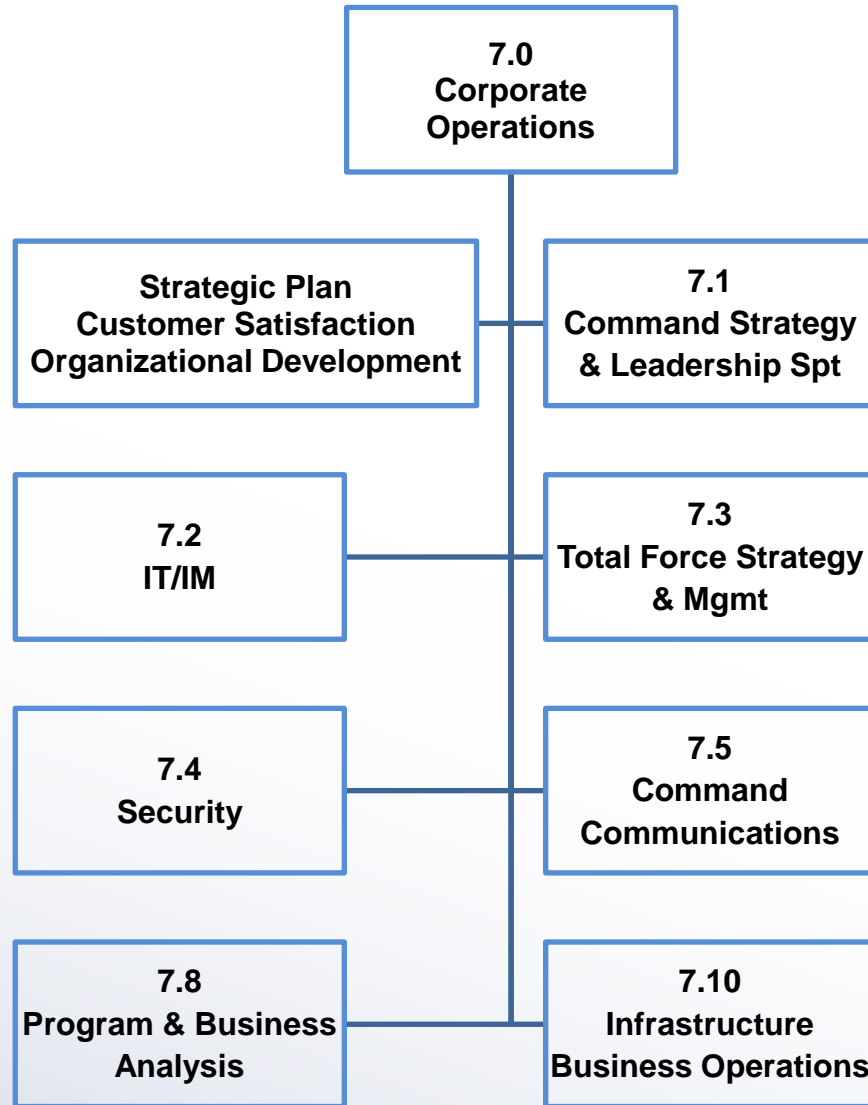 7.0
Corporate
Operations
Strategic Plan
Customer Satisfaction
Organizational Development
7.1
Command Strategy
& Leadership Spt
7.2
IT/IM
7.3
Total Force Strategy
& Mgmt
7.4
Security
7.5
Command
Communications
7.8
Program & Business
Analysis
7.10
Infrastructure
Business Operations